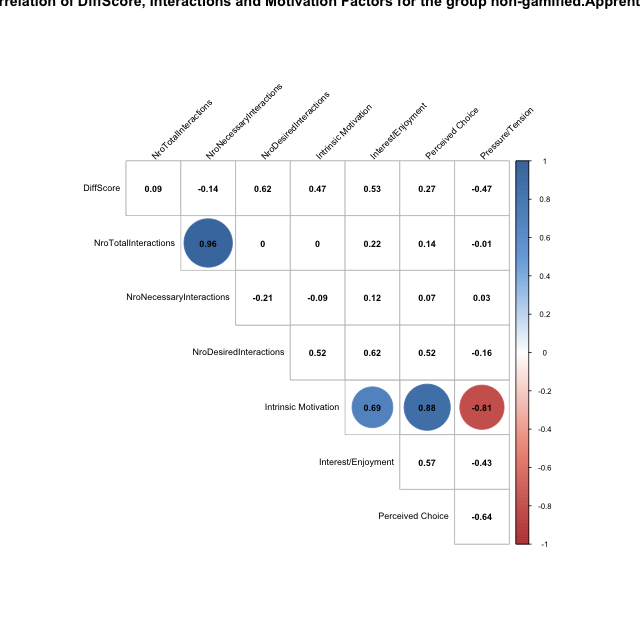 rrelation of DiffScore, Interactions and Motivation Factors for the group non-gamified.Apprent
NroTotalInteractions NroNecessaryInteractions NroDesiredInteractions Intrinsic Motivation Interest/Enjoyment Perceived Choice Pressure/Tension
DiffScore 0.09 -0.14 0.62 0.47 0.53 0.27 -0.47
NroTotalInteractions 0.96 0 0 0.22 0.14 -0.01
NroNecessaryInteractions -0.21 -0.09 0.12 0.07 0.03
NroDesiredInteractions 0.52 0.62 0.52 -0.16
Intrinsic Motivation 0.69 0.88 -0.81
Interest/Enjoyment 0.57 -0.43
Perceived Choice -0.64
1
0.8
0.6
0.4
0.2
0
-0.2
-0.4
-0.6
-0.8
-1